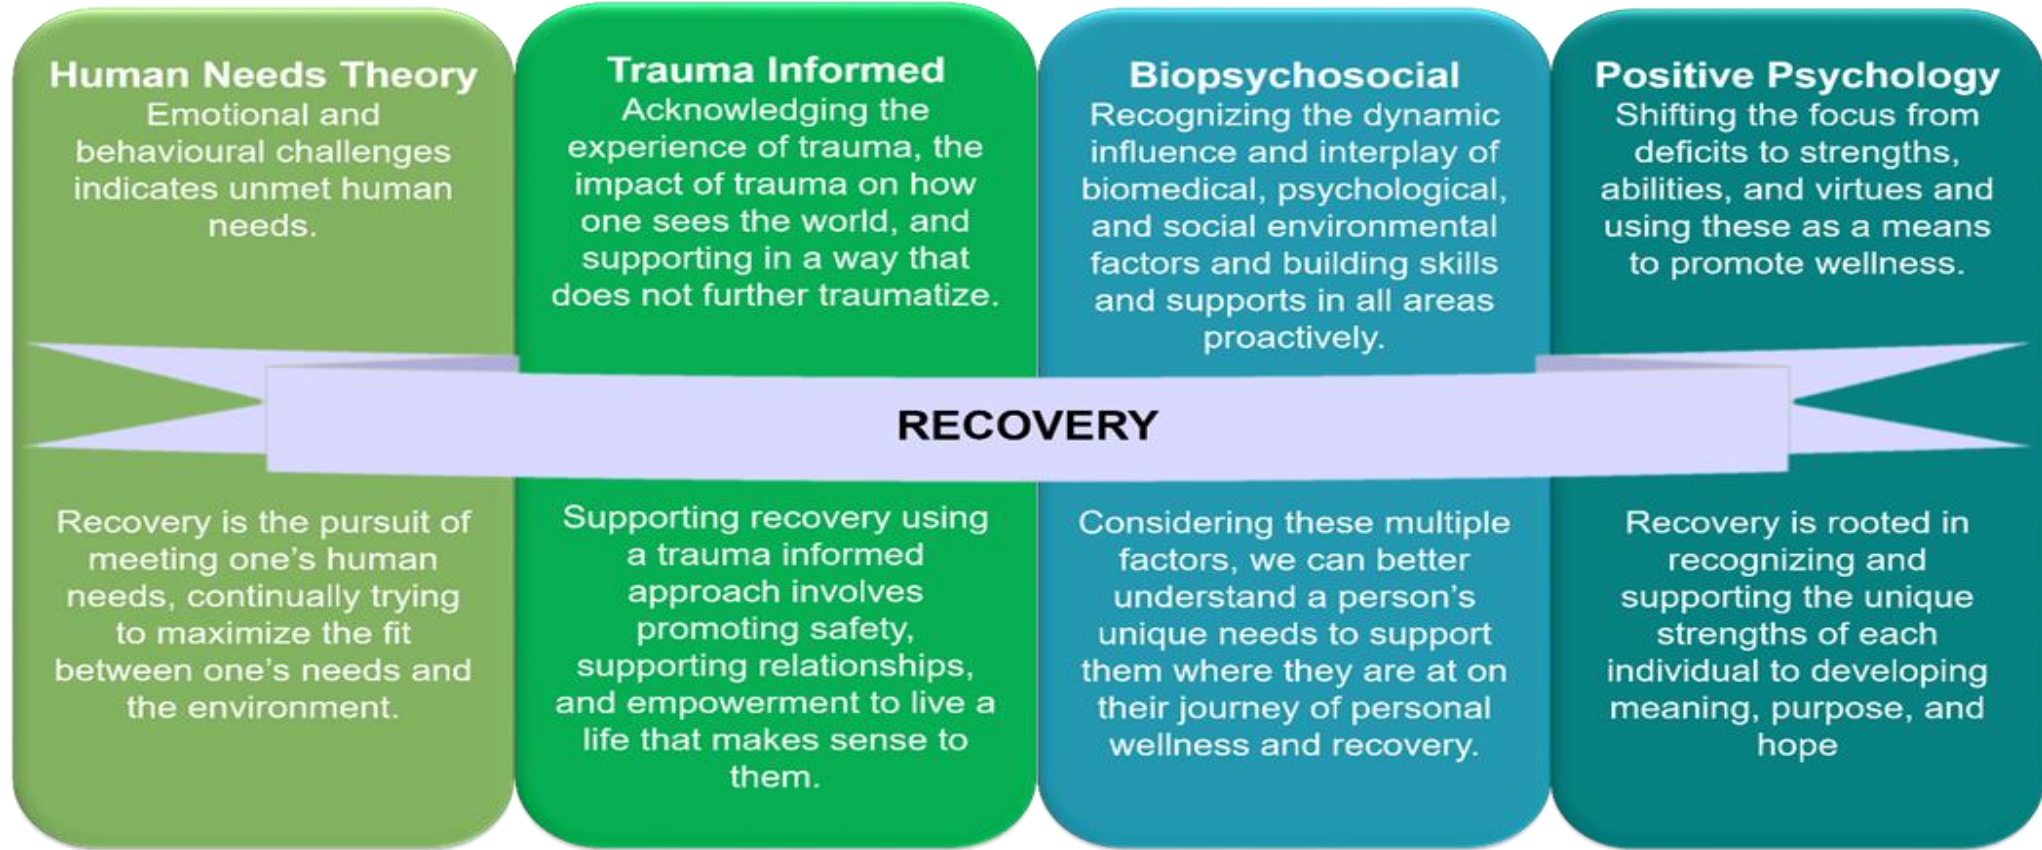 Human Needs Theory
Emotional and
behavioural challenges
indicates unmet human
needs.
Trauma Informed
Acknowledging the
experience of trauma, the
impact of trauma on how
one sees the world, and
supporting in a way that
does not further traumatize.
Biopsychosocial
Recognizing the dynamic
influence and interplay of
biomedical, psychological,
and social environmental
factors and building skills
and supports in all areas
proactively.
Positive Psychology
Shifting the focus from
deficits to strengths,
abilities, and virtues and
using these as a means
to promote wellness.
RECOVERY
Recovery is the pursuit of
meeting one’s human
needs, continually trying
to maximize the fit
between one’s needs and
the environment.
Supporting recovery using
a trauma informed
approach involves
promoting safety,
supporting relationships,
and empowerment to live a
life that makes sense to
them.
Considering these multiple
factors, we can better
understand a person’s
unique needs to support
them where they are at on
their journey of personal
wellness and recovery.
Recovery is rooted in
recognizing and
supporting the unique
strengths of each
individual to developing
meaning, purpose, and
hope